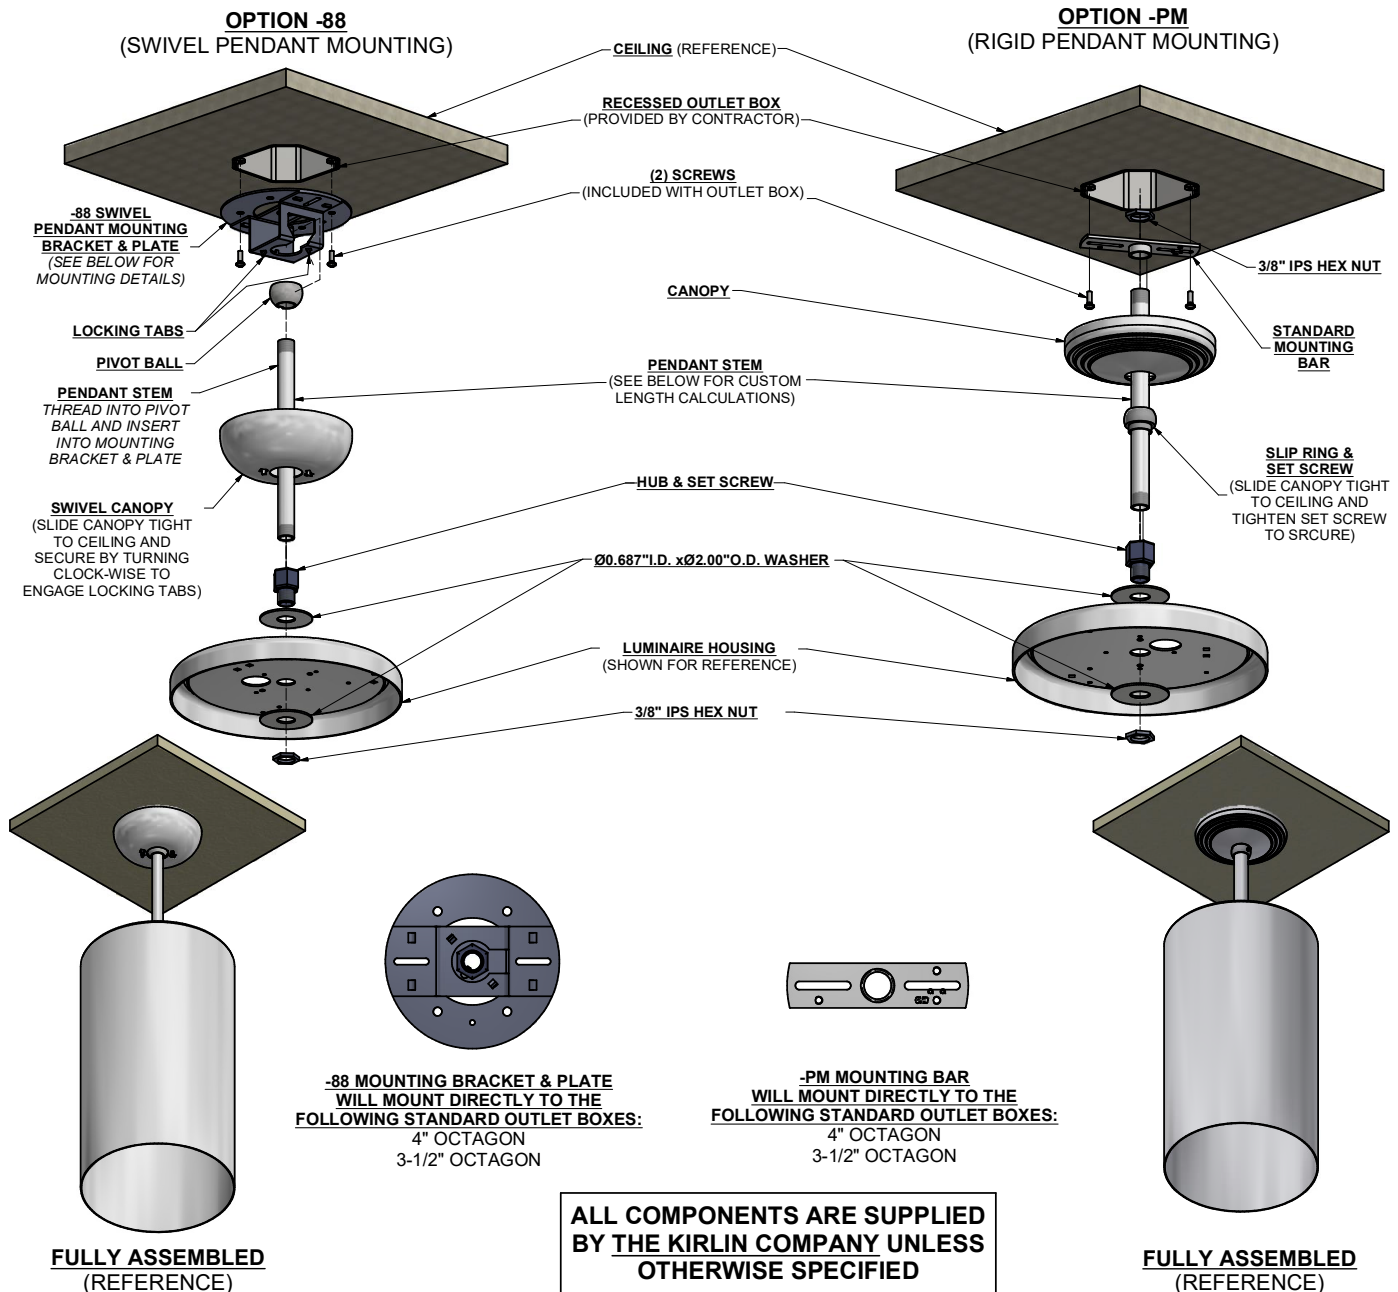 OPTION -88
(SWIVEL PENDANT MOUNTING)
OPTION -PM
(RIGID PENDANT MOUNTING)
CEILING (REFERENCE)
RECESSED OUTLET BOX
(PROVIDED BY CONTRACTOR)
(2) SCREWS
(INCLUDED WITH OUTLET BOX)
-88 SWIVEL
PENDANT MOUNTING
BRACKET & PLATE
(SEE BELOW FOR
MOUNTING DETAILS)
LOCKING TABS
PIVOT BALL
PENDANT STEM
THREAD INTO PIVOT
BALL AND INSERT
INTO MOUNTING
BRACKET & PLATE
SWIVEL CANOPY
(SLIDE CANOPY TIGHT
TO CEILING AND
SECURE BY TURNING
CLOCK-WISE TO
ENGAGE LOCKING TABS)
CANOPY
PENDANT STEM
(SEE BELOW FOR CUSTOM
LENGTH CALCULATIONS)
HUB & SET SCREW
Ø0.687"I.D. xØ2.00"O.D. WASHER
LUMINAIRE HOUSING
(SHOWN FOR REFERENCE)
3/8" IPS HEX NUT
3/8" IPS HEX NUT
STANDARD
MOUNTING
BAR
SLIP RING &
SET SCREW
(SLIDE CANOPY TIGHT
TO CEILING AND
TIGHTEN SET SCREW
TO SRCURE)
-88 MOUNTING BRACKET & PLATE
WILL MOUNT DIRECTLY TO THE
FOLLOWING STANDARD OUTLET BOXES:
4" OCTAGON
3-1/2" OCTAGON
-PM MOUNTING BAR
WILL MOUNT DIRECTLY TO THE
FOLLOWING STANDARD OUTLET BOXES:
4" OCTAGON
3-1/2" OCTAGON
FULLY ASSEMBLED
(REFERENCE)
ALL COMPONENTS ARE SUPPLIED
BY THE KIRLIN COMPANY UNLESS
OTHERWISE SPECIFIED
FULLY ASSEMBLED
(REFERENCE)